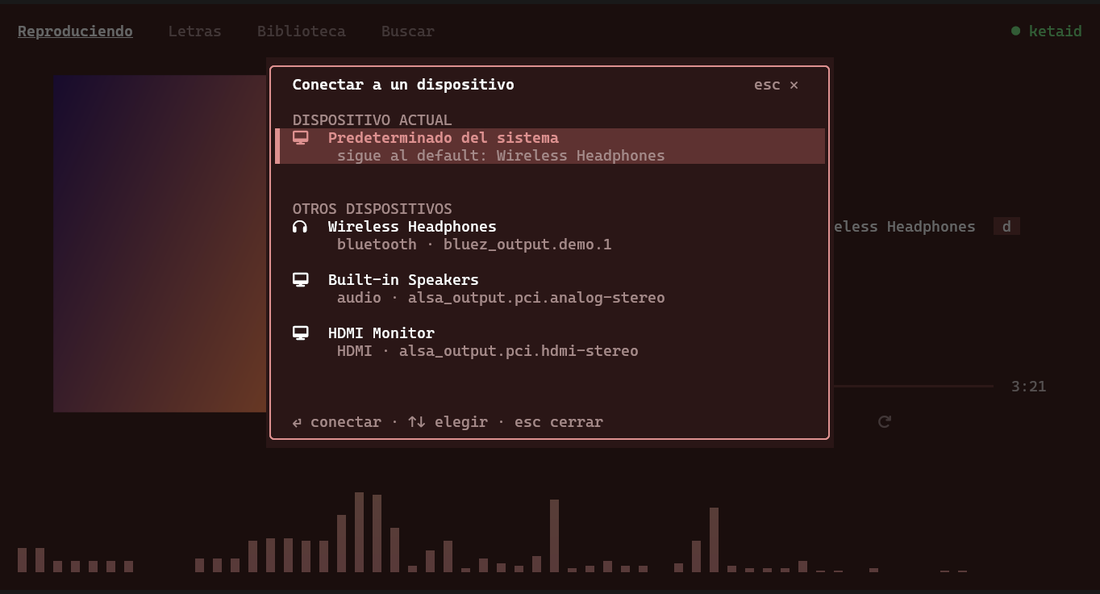 Reproduciendo Letras Biblioteca Buscar ● ketaid
Conectar a un dispositivo esc ×
DISPOSITIVO ACTUAL
Predeterminado del sistema
sigue al default: Wireless Headphones
OTROS DISPOSITIVOS
Wireless Headphones
eless Headphones d
bluetooth · bluez_output.demo.1
Built-in Speakers
audio · alsa_output.pci.analog-stereo
HDMI Monitor
HDMI · alsa_output.pci.hdmi-stereo
3:21
↵ conectar · ↑↓ elegir · esc cerrar